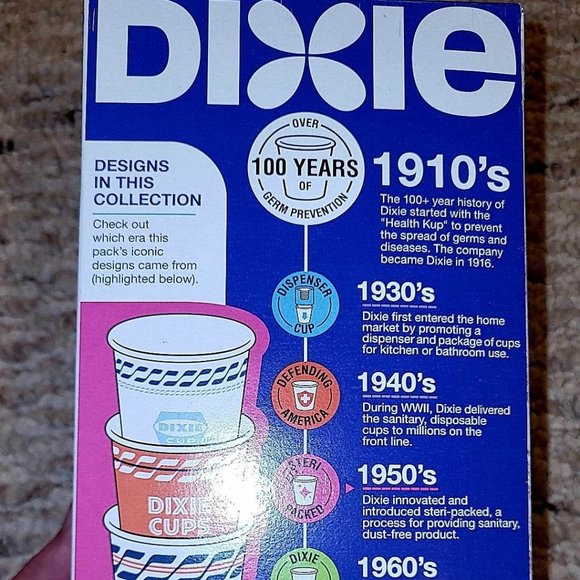 DIXIE
OVER
100 YEARS
OF
GERM PREVENTION
1910's
The 100+ year history of
Dixie started with the
"Health Kup" to prevent
the spread of germs and
diseases. The company
became Dixie in 1916.
DESIGNS
IN THIS
COLLECTION
Check out
which era this
pack's iconic
designs came from
(highlighted below).
DISPENSER
CUP
1930's
Dixie first entered the home
market by promoting a
dispenser and package of cups
for kitchen or bathroom use.
DEFENDING
AMERICA
1940's
During WWII, Dixie delivered
the sanitary, disposable
cups to millions on the
front line.
STERI
PACKED
1950's
Dixie innovated and
introduced steri-packed, a
process for providing sanitary,
dust-free product.
DIXIE
1960's
DIXIE
CUP
DIXIE
CUPS